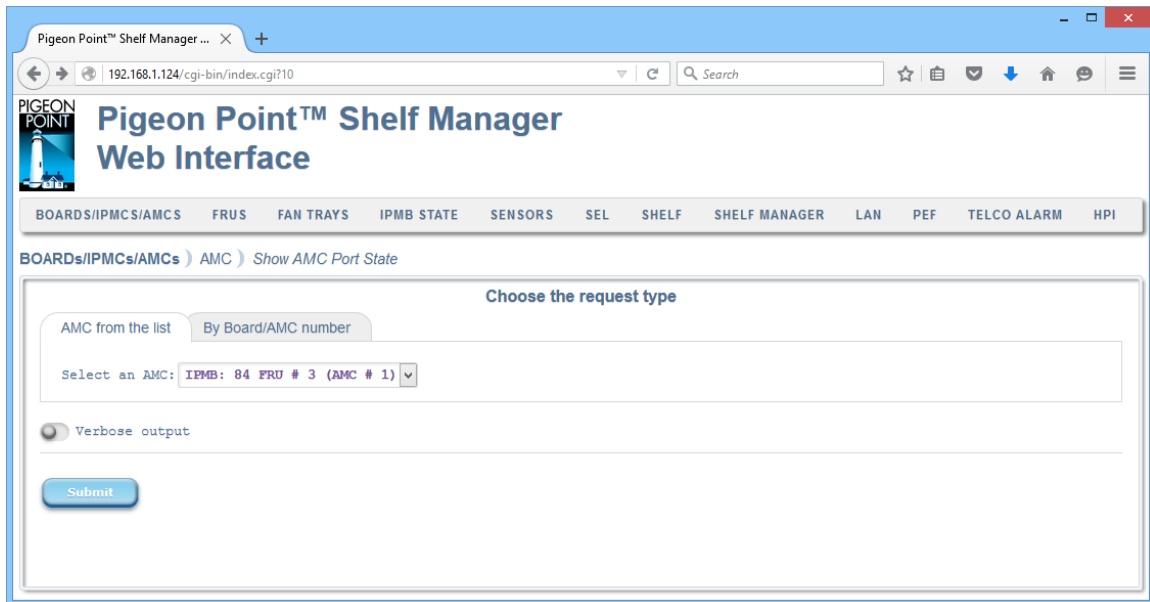 Pigeon Point™ Shelf Manager ...
192.168.1.124/cgi-bin/index.cgi?10
Search
PIGEON
POINT
Pigeon Point™ Shelf Manager
Web Interface
BOARDS/IPMCS/AMCS FRUS FAN TRAYS IPMB STATE SENSORS SEL SHELF SHELF MANAGER LAN PEF TELCO ALARM HPI
BOARDs/IPMCs/AMCs ) AMC ) Show AMC Port State
Choose the request type
AMC from the list By Board/AMC number
Select an AMC: IPMB: 84 FRU # 3 (AMC # 1)
Verbose output
Submit